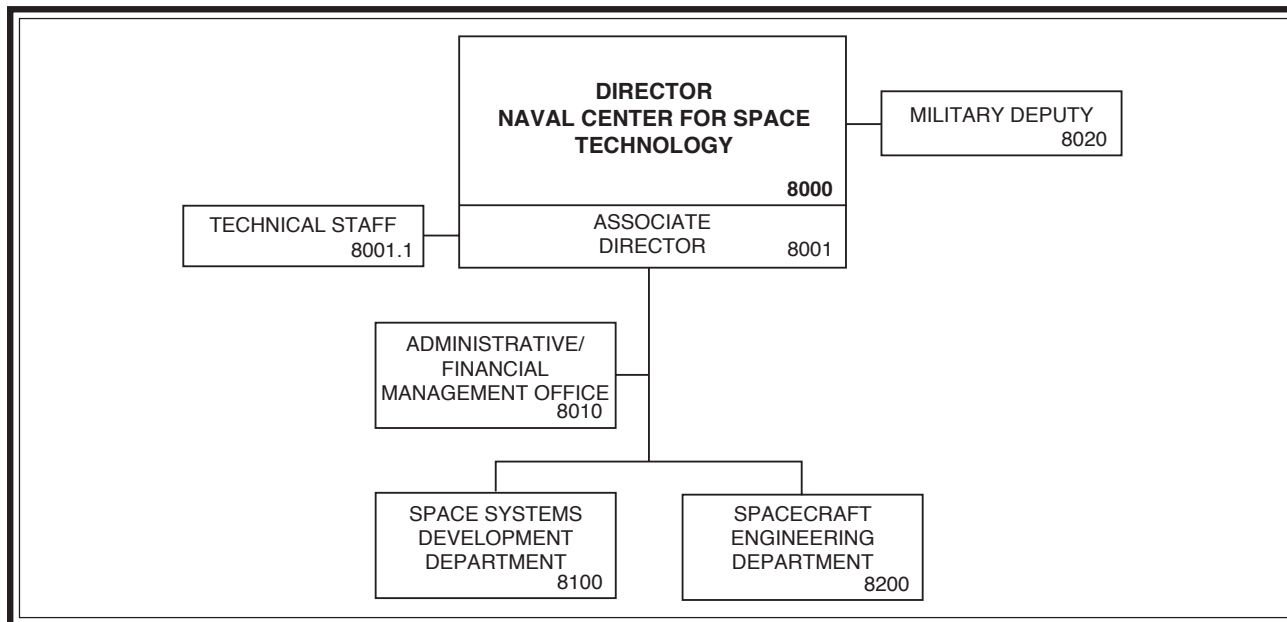 DIRECTOR
NAVAL CENTER FOR SPACE
TECHNOLOGY
8000
MILITARY DEPUTY
8020
TECHNICAL STAFF
8001.1
ASSOCIATE
DIRECTOR
8001
ADMINISTRATIVE/
FINANCIAL
MANAGEMENT OFFICE
8010
SPACE SYSTEMS
DEVELOPMENT
DEPARTMENT
8100
SPACECRAFT
ENGINEERING
DEPARTMENT
8200